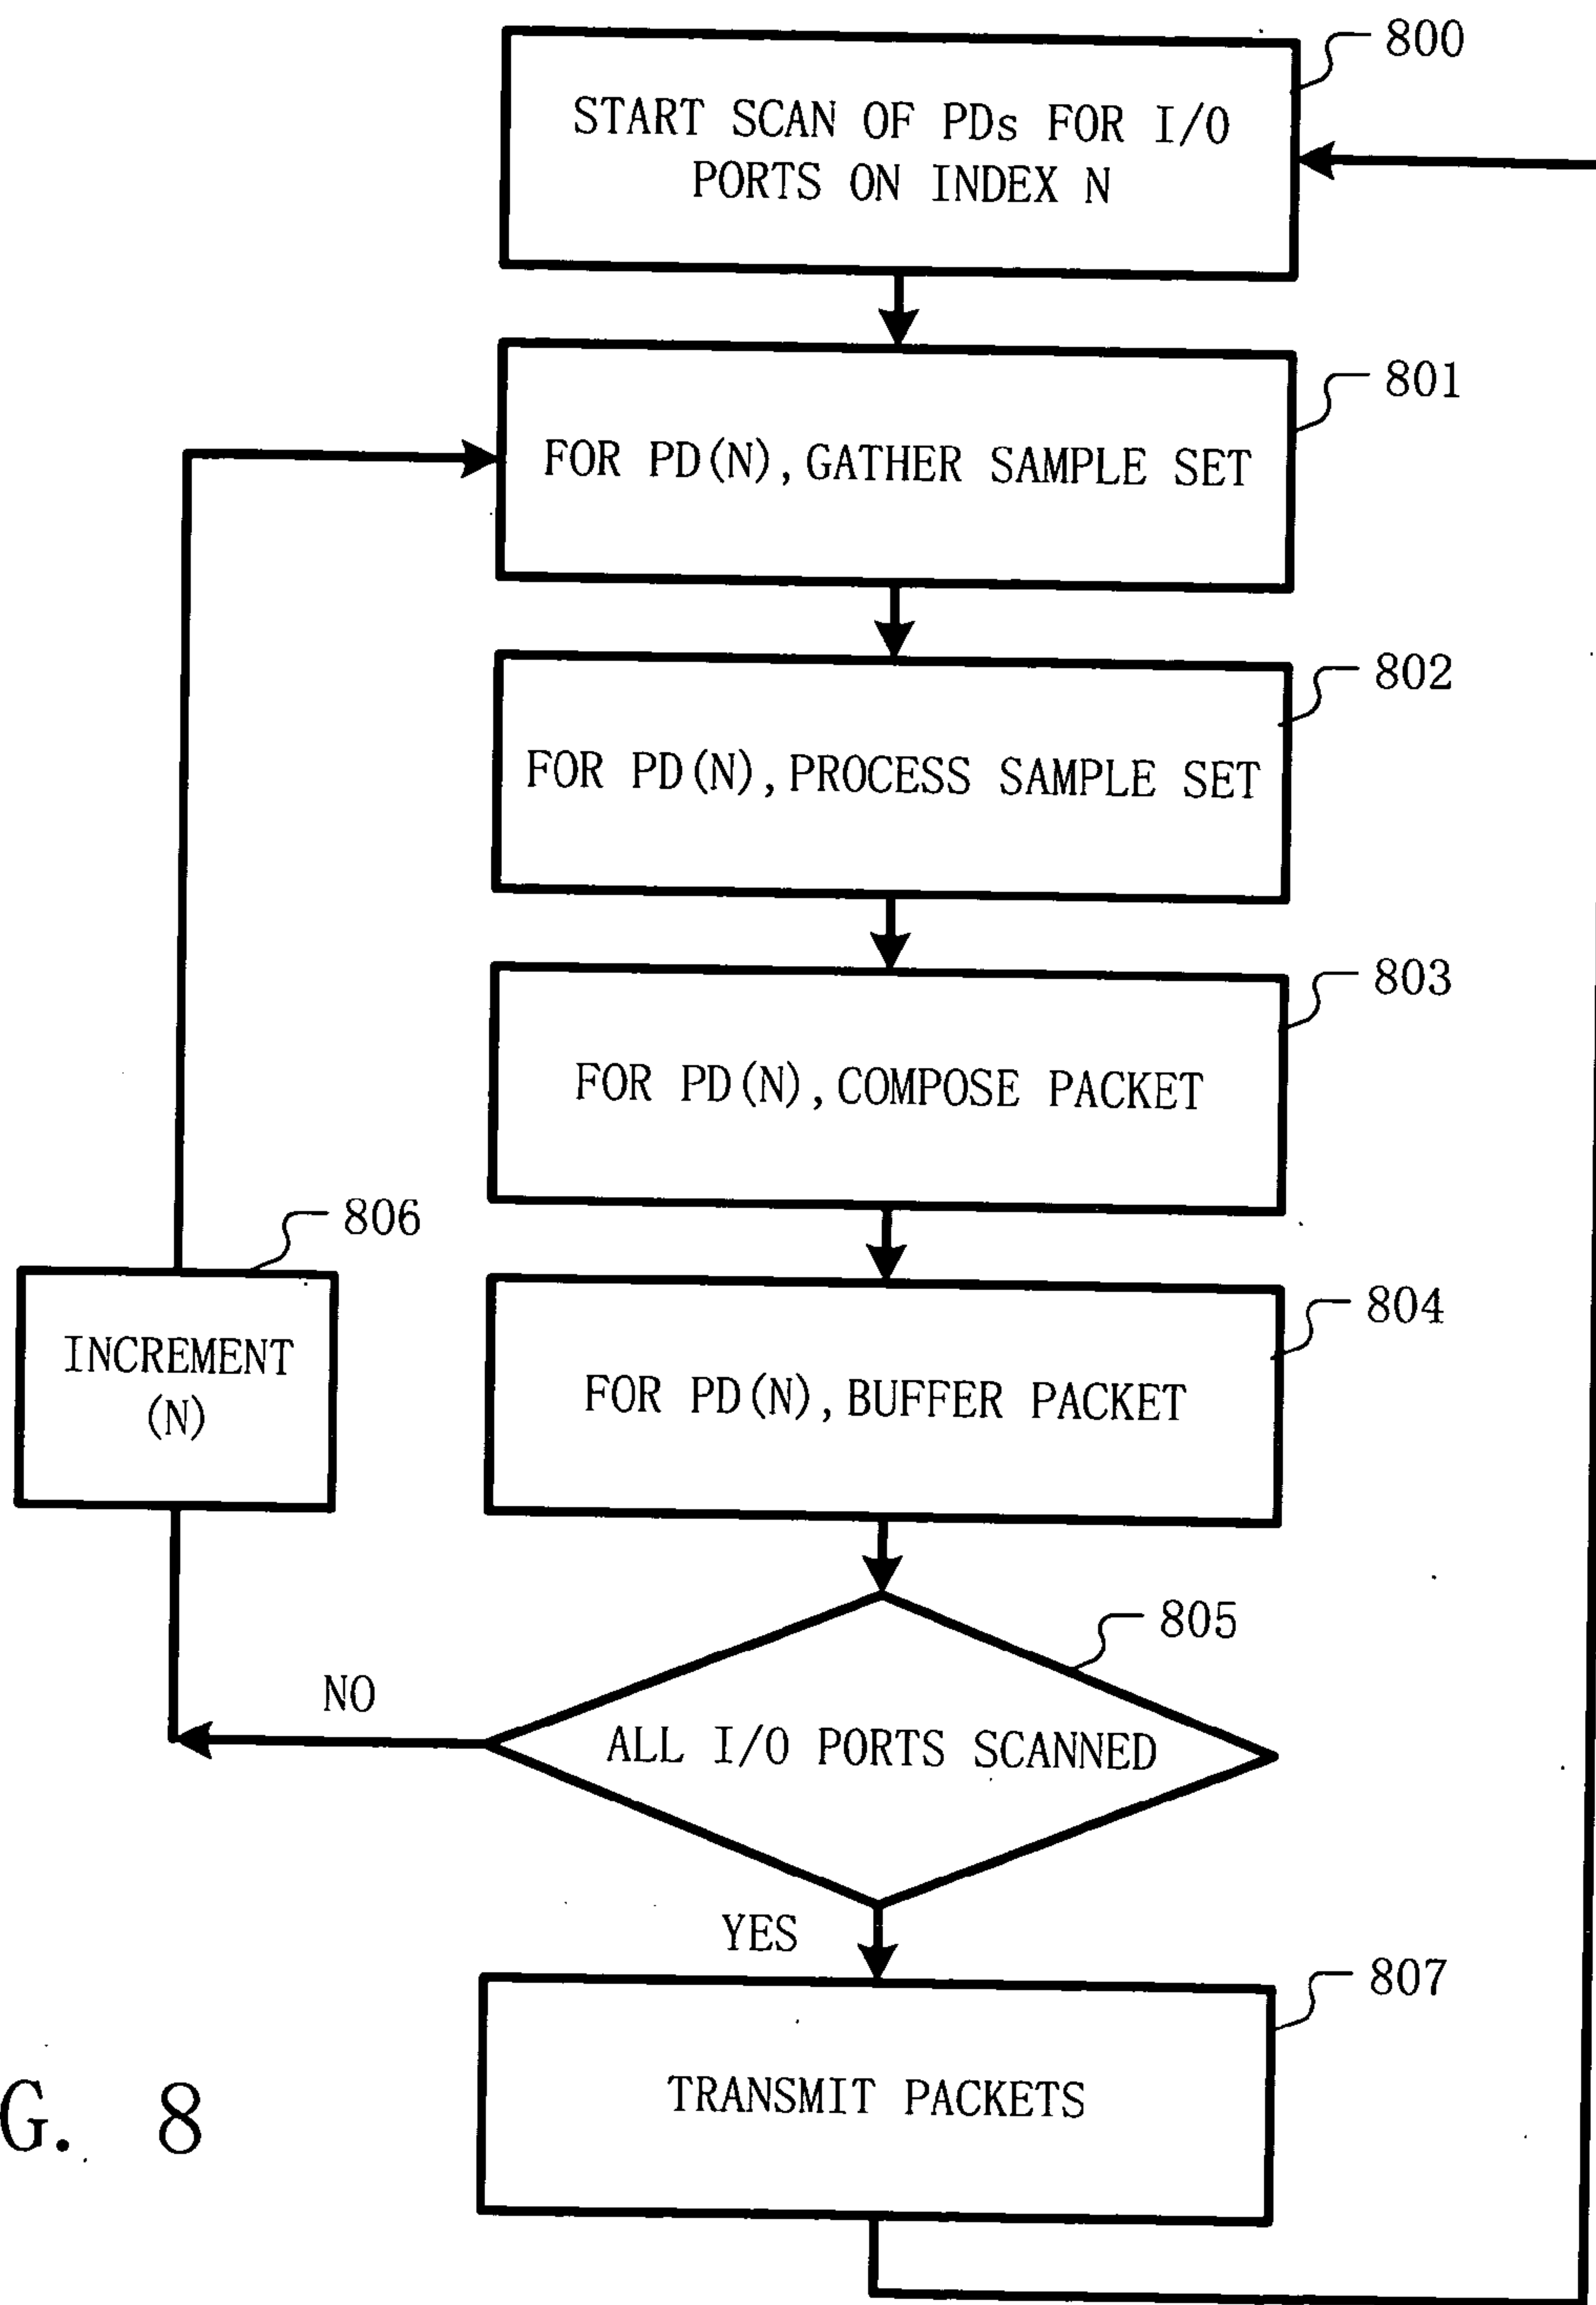 800
START SCAN OF PDs FOR I/O
PORTS ON INDEX N
801
FOR PD(N), GATHER SAMPLE SET
802
FOR PD(N), PROCESS SAMPLE SET
803
FOR PD(N), COMPOSE PACKET
806
INCREMENT
(N)
804
FOR PD(N), BUFFER PACKET
805
NO
ALL I/O PORTS SCANNED
YES
807
TRANSMIT PACKETS
G. 8